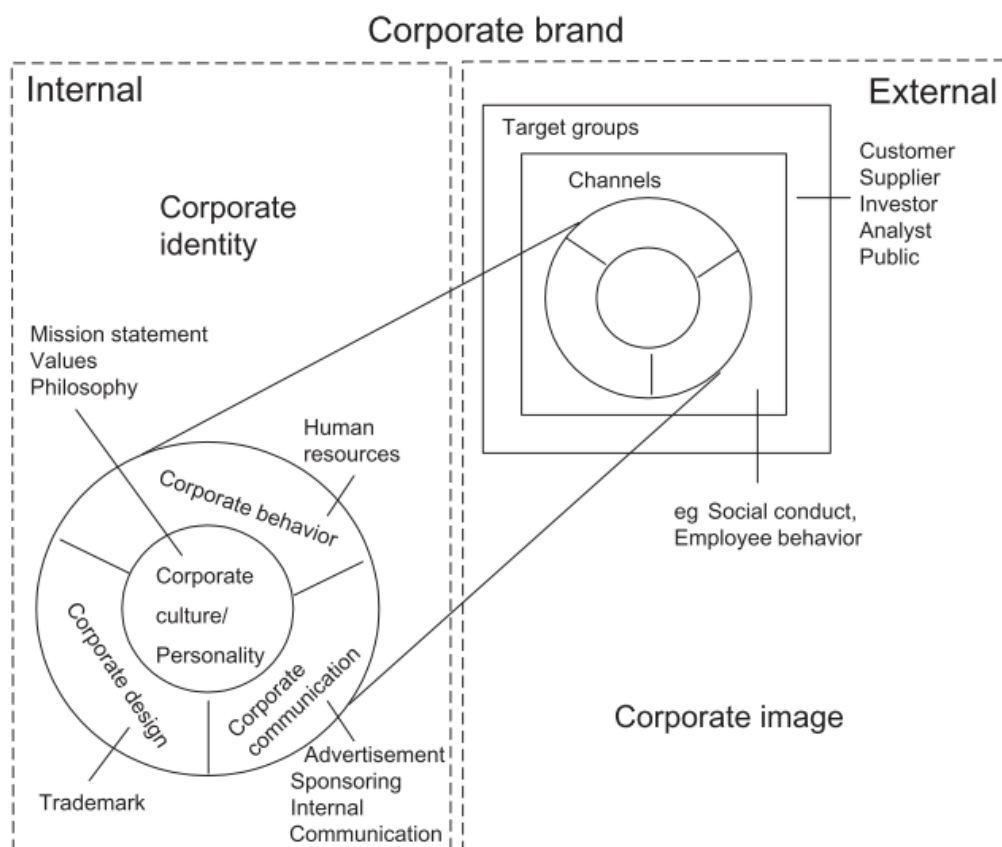 Corporate brand
Internal
Corporate
identity
Mission statement
Values
Philosophy
Human
resources
Corporate behavior
Corporate
culture/
Personality
Corporate design
Corporate
communication
Trademark
Advertisement
Sponsoring
Internal
Communication
External
Target groups
Channels
Customer
Supplier
Investor
Analyst
Public
eg Social conduct,
Employee behavior
Corporate image